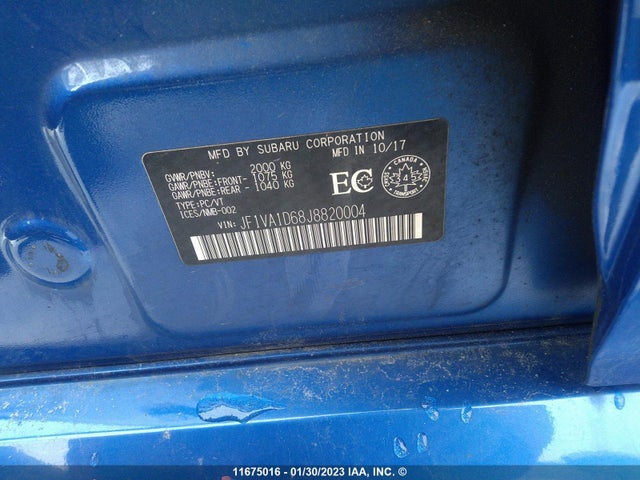 MFD BY SUBARU CORPORATION
MFD IN 10/17
GVWR/PNBV: 2000 KG
GAWR/PNBE:FRONT- 1075 KG
GAWR/PNBE:REAR - 1040 KG
TYPE:PC/VT
ICES/NMB-002
EC
CANADA
4
VIN: JF1VA1D68J8820004
11675016 - 01/30/2023 IAA, INC. ©